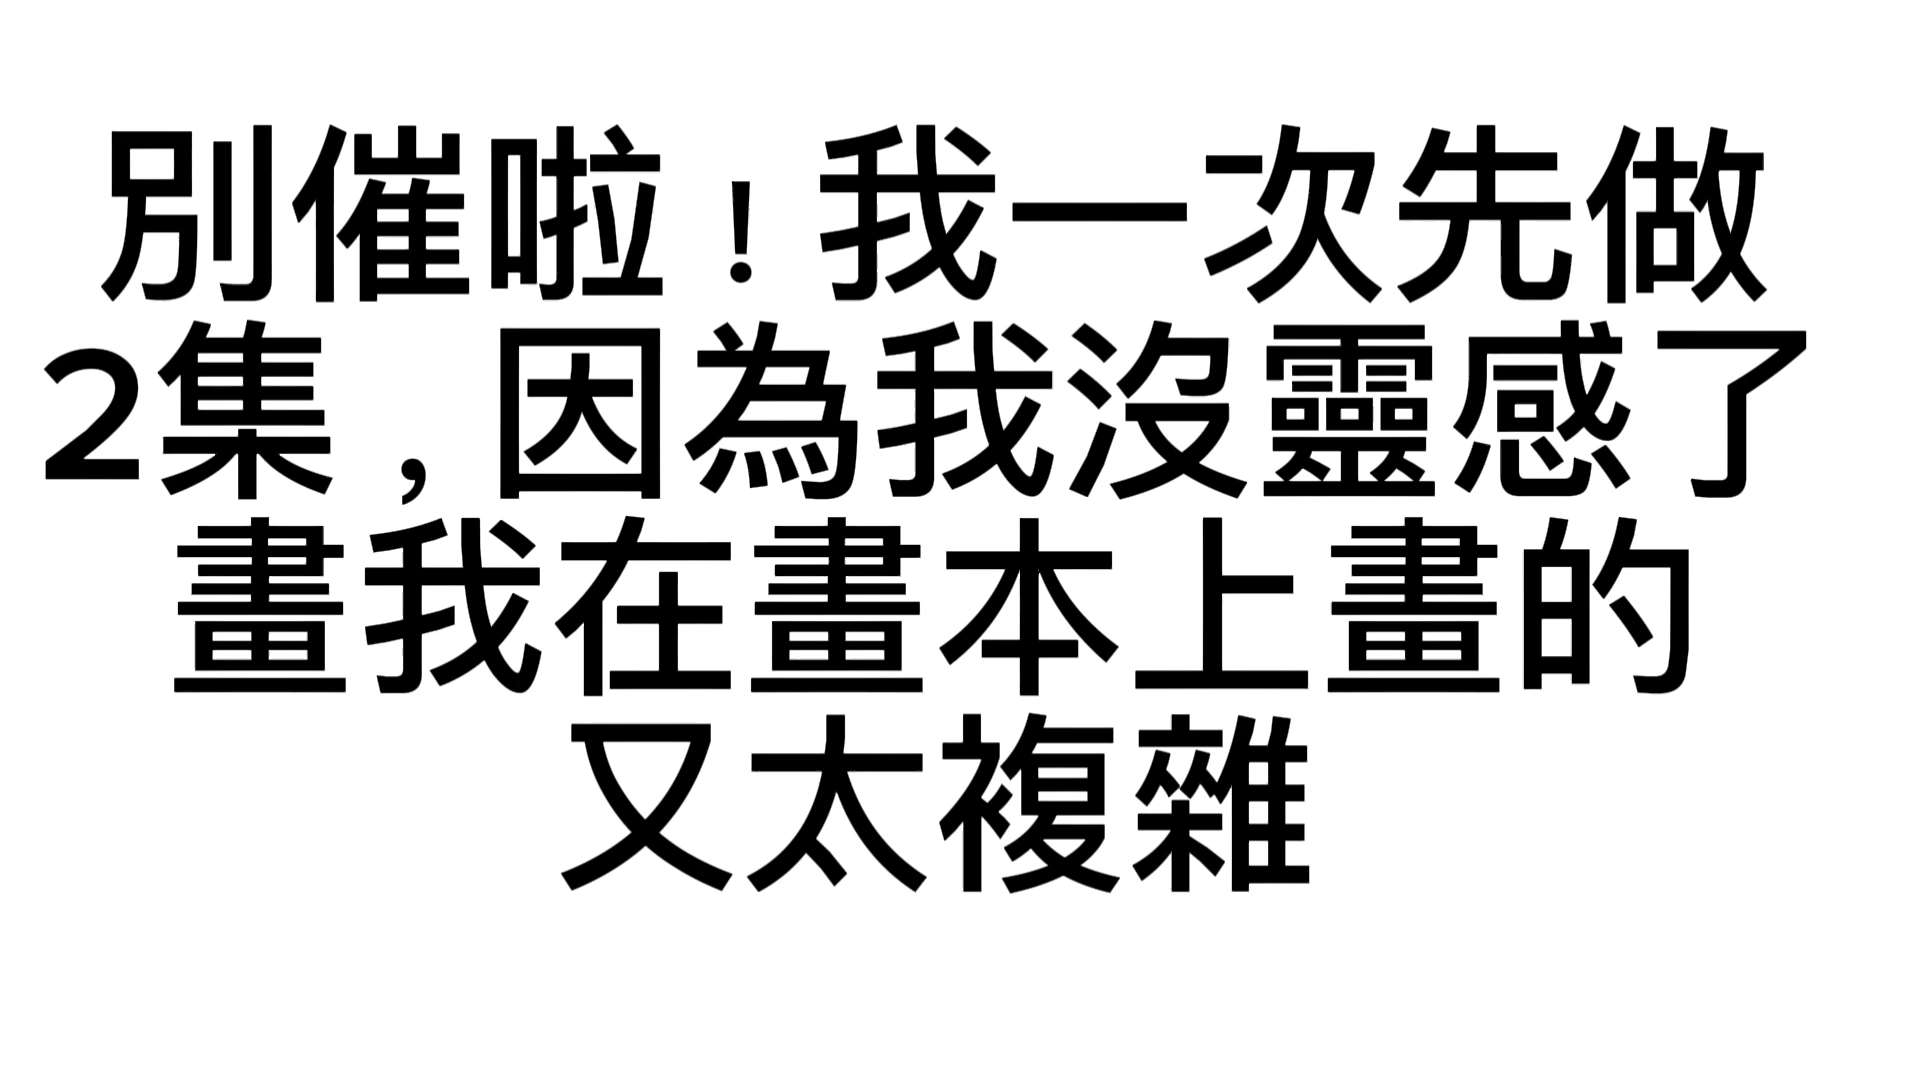 別催啦！我一次先做
2集，因為我沒靈感了
畫我在畫本上畫的
又太複雜